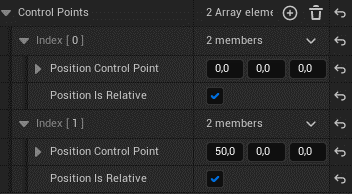 Control Points 2 Array eleme
Index [ 0 ] 2 members
Position Control Point 0,0 0,0 0,0
Position Is Relative
Index [ 1 ] 2 members
Position Control Point 50,0 0,0 0,0
Position Is Relative